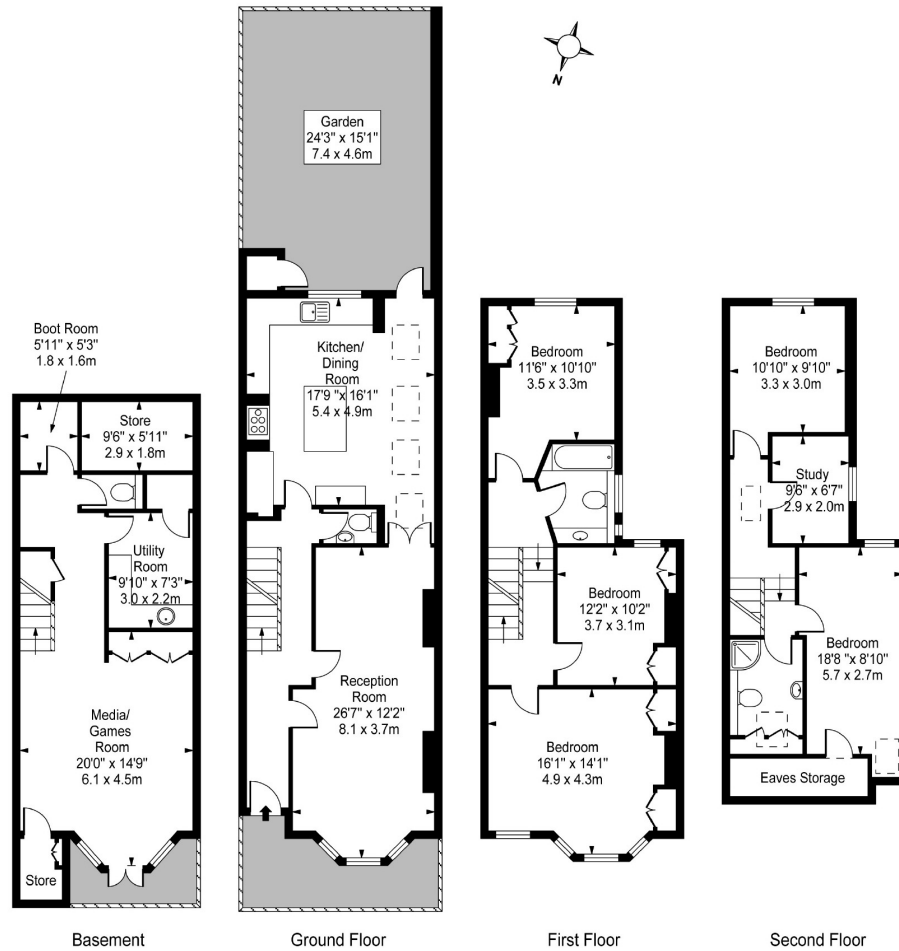 N
Garden
24'3" x 15'1"
7.4 x 4.6m
Boot Room
5'11" x 5'3"
1.8 x 1.6m
Store
9'6" x 5'11"
2.9 x 1.8m
Utility
Room
9'10" x 7'3"
3.0 x 2.2m
Media/
Games
Room
20'0" x 14'9"
6.1 x 4.5m
Store
Basement
Kitchen/
Dining
Room
17'9 "x 16'1"
5.4 x 4.9m
Reception
Room
26'7" x 12'2"
8.1 x 3.7m
Ground Floor
Bedroom
11'6" x 10'10"
3.5 x 3.3m
Bedroom
12'2" x 10'2"
3.7 x 3.1m
Bedroom
16'1" x 14'1"
4.9 x 4.3m
First Floor
Bedroom
10'10" x 9'10"
3.3 x 3.0m
Study
9'6" x 6'7"
2.9 x 2.0m
Bedroom
18'8 "x 8'10"
5.7 x 2.7m
Eaves Storage
Second Floor